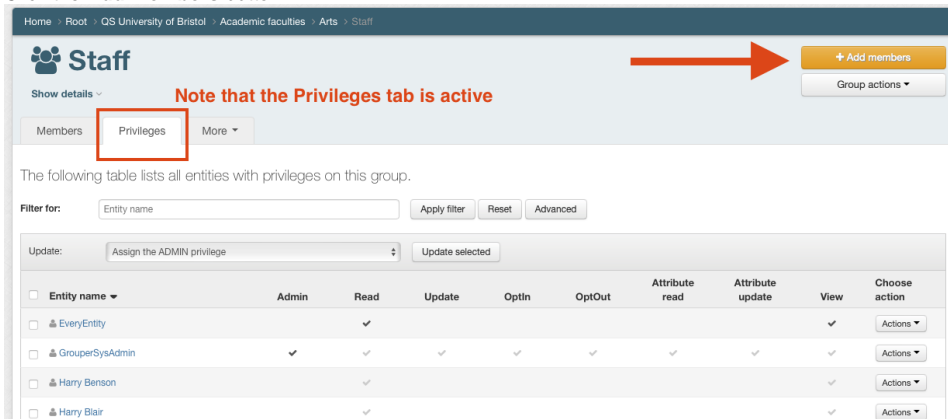 Home > Root > QS University of Bristol > Academic faculties > Arts > Staff
Staff
+ Add members
Group actions
Show details
Note that the Privileges tab is active
Members Privileges More
The following table lists all entities with privileges on this group.
Filter for: Entity name Apply filter Reset Advanced
Update: Assign the ADMIN privilege Update selected
Entity name Admin Read Update OptIn OptOut Attribute read Attribute update View Choose action
EveryEntity Actions
GrouperSysAdmin Actions
Harry Benson Actions
Harry Blair Actions